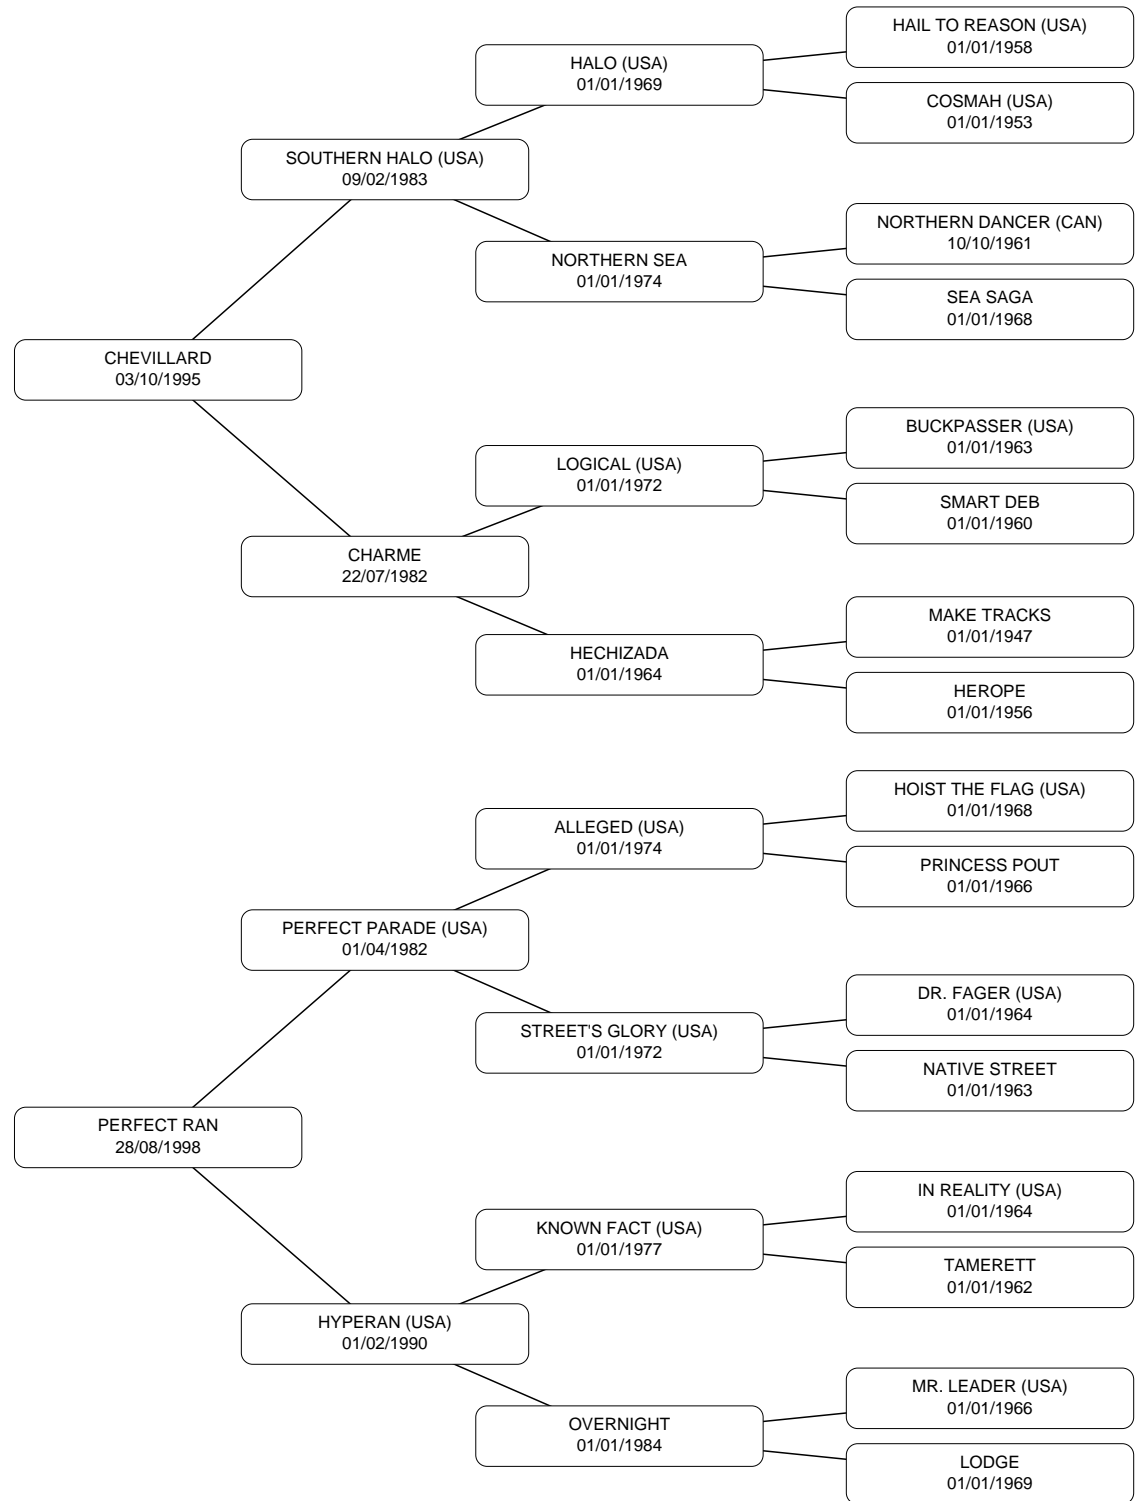 HAIL TO REASON (USA)
01/01/1958
HALO (USA)
01/01/1969
COSMAH (USA)
01/01/1953
SOUTHERN HALO (USA)
09/02/1983
NORTHERN DANCER (CAN)
10/10/1961
NORTHERN SEA
01/01/1974
SEA SAGA
01/01/1968
CHEVILLARD
03/10/1995
BUCKPASSER (USA)
01/01/1963
LOGICAL (USA)
01/01/1972
SMART DEB
01/01/1960
CHARME
22/07/1982
MAKE TRACKS
01/01/1947
HECHIZADA
01/01/1964
HEROPE
01/01/1956
HOIST THE FLAG (USA)
01/01/1968
ALLEGED (USA)
01/01/1974
PRINCESS POUT
01/01/1966
PERFECT PARADE (USA)
01/04/1982
DR. FAGER (USA)
01/01/1964
STREET'S GLORY (USA)
01/01/1972
NATIVE STREET
01/01/1963
PERFECT RAN
28/08/1998
IN REALITY (USA)
01/01/1964
KNOWN FACT (USA)
01/01/1977
TAMERETT
01/01/1962
HYPERAN (USA)
01/02/1990
MR. LEADER (USA)
01/01/1966
OVERNIGHT
01/01/1984
LODGE
01/01/1969